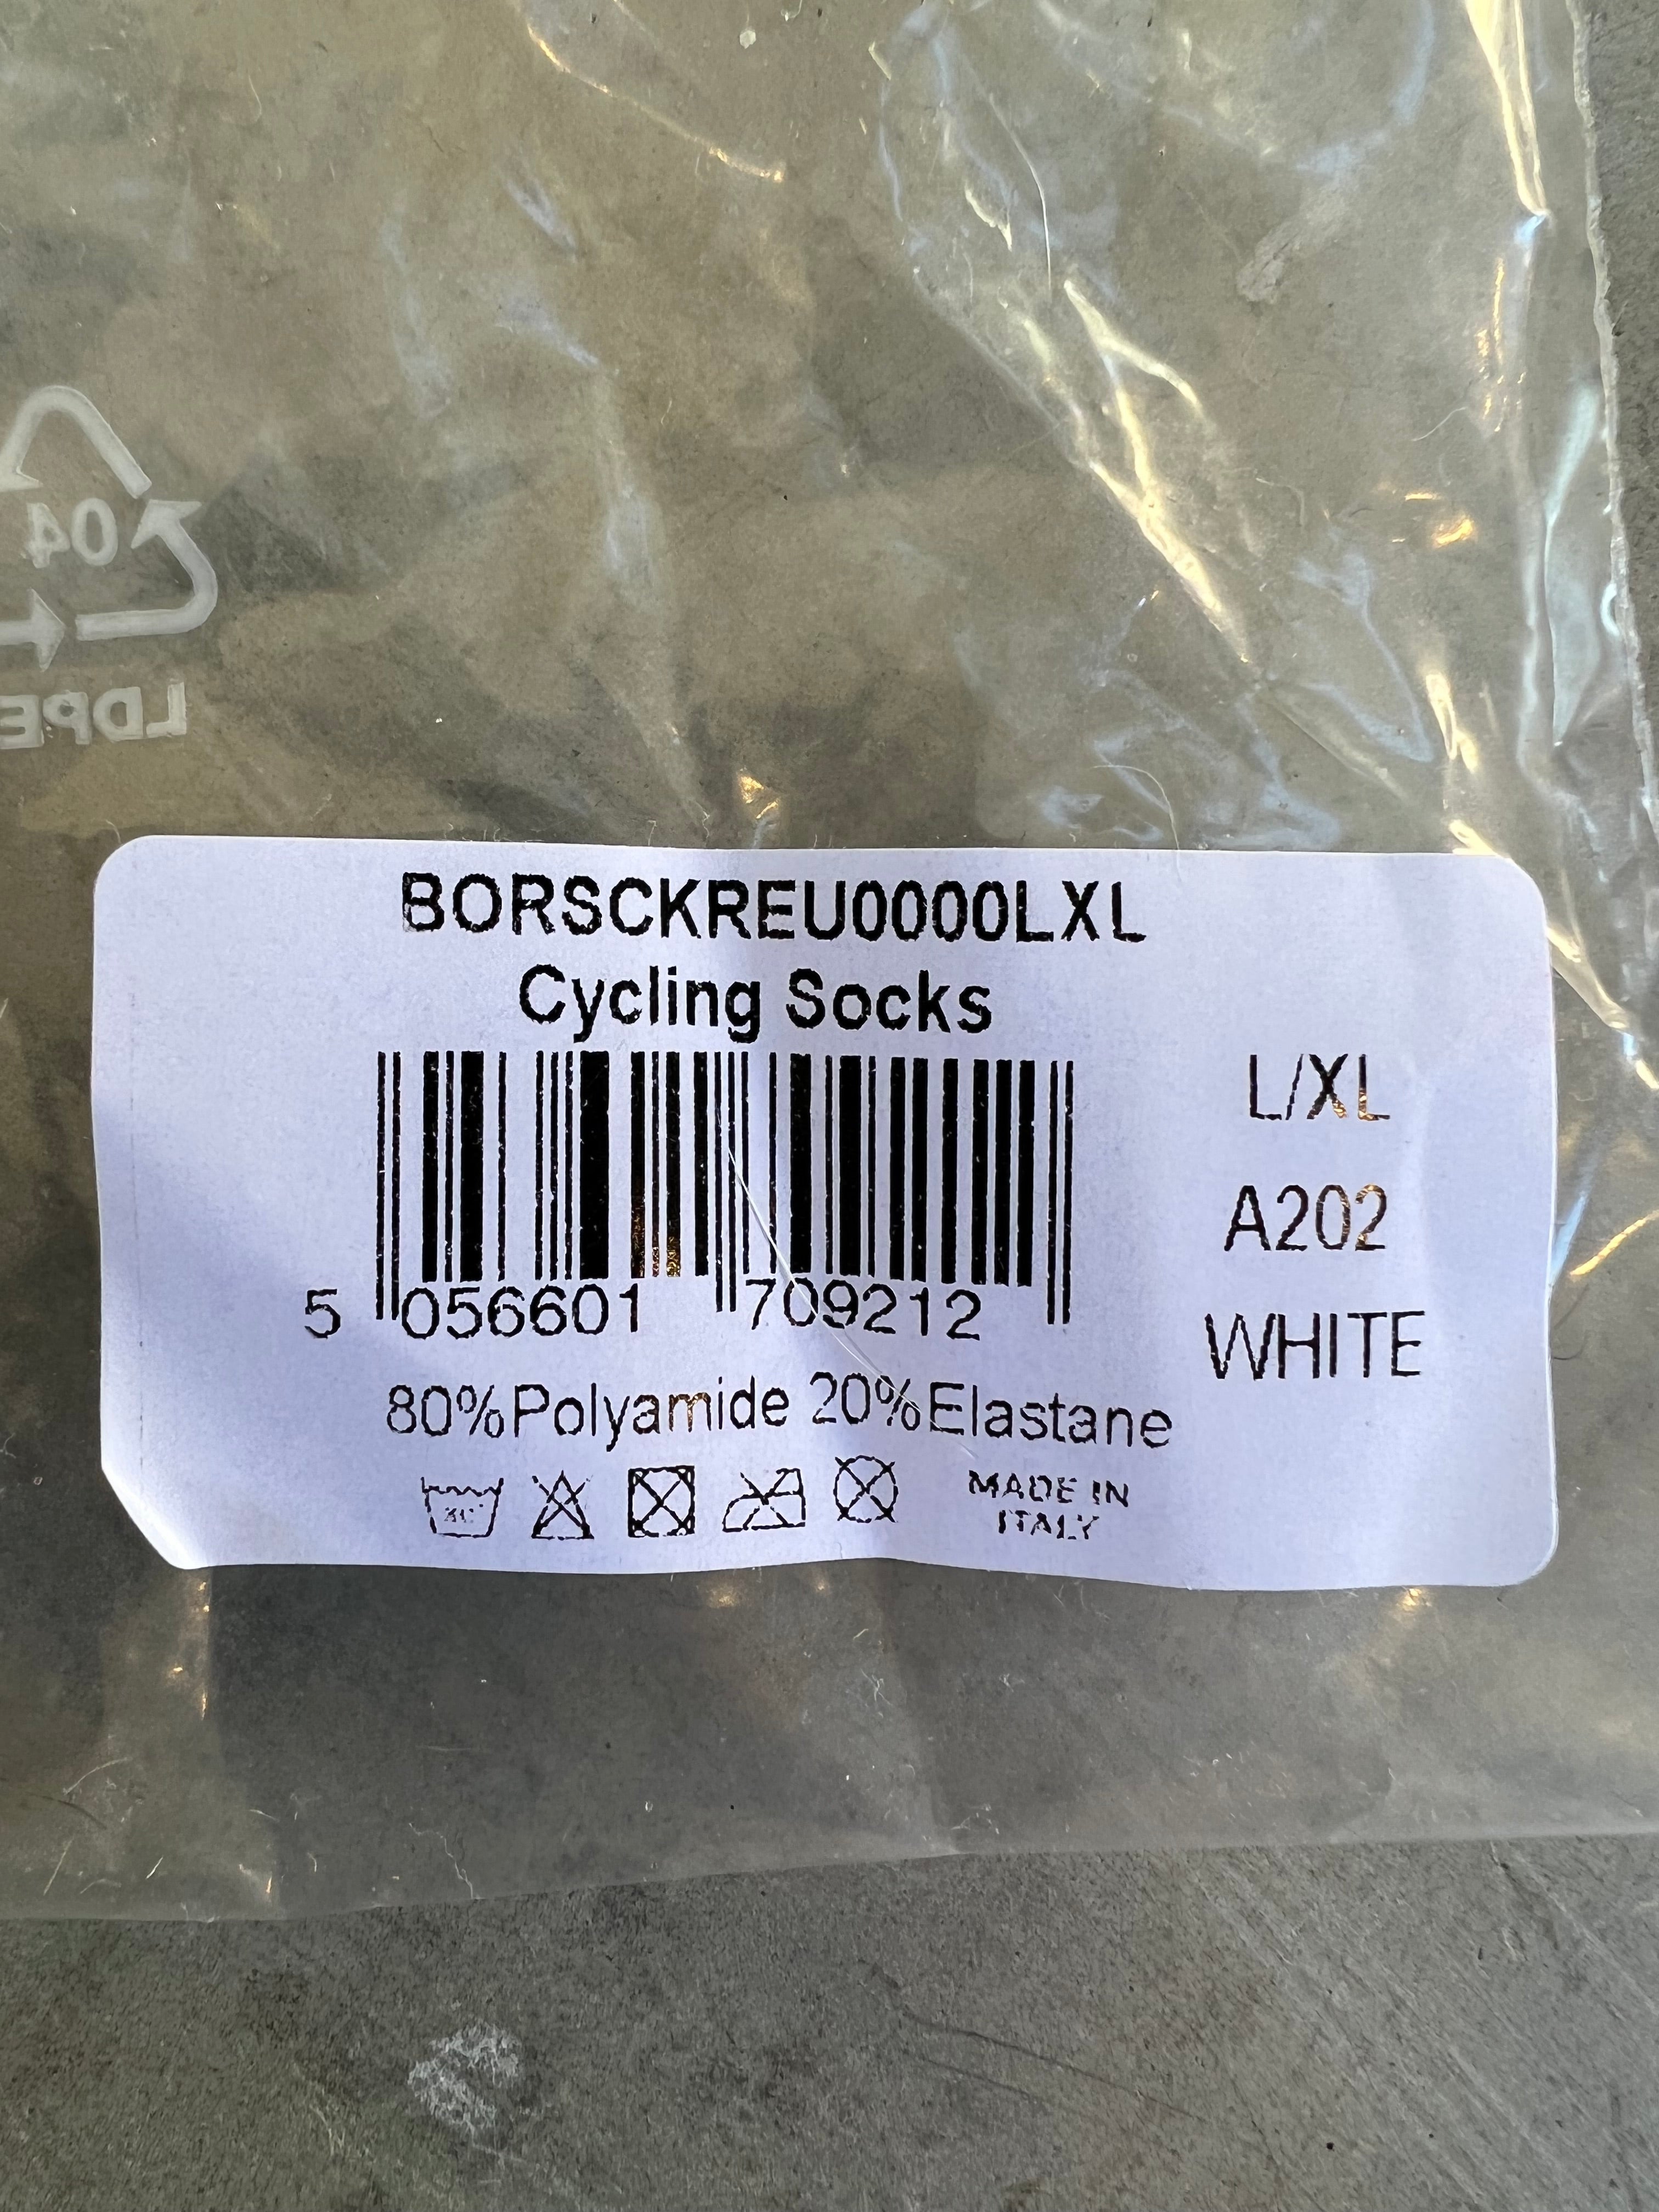 04
LDPE
BORSCKREU0000LXL
Cycling Socks
L/XL
A202
WHITE
5 056601 709212
80%Polyamide 20%Elastane
MADE IN
ITALY